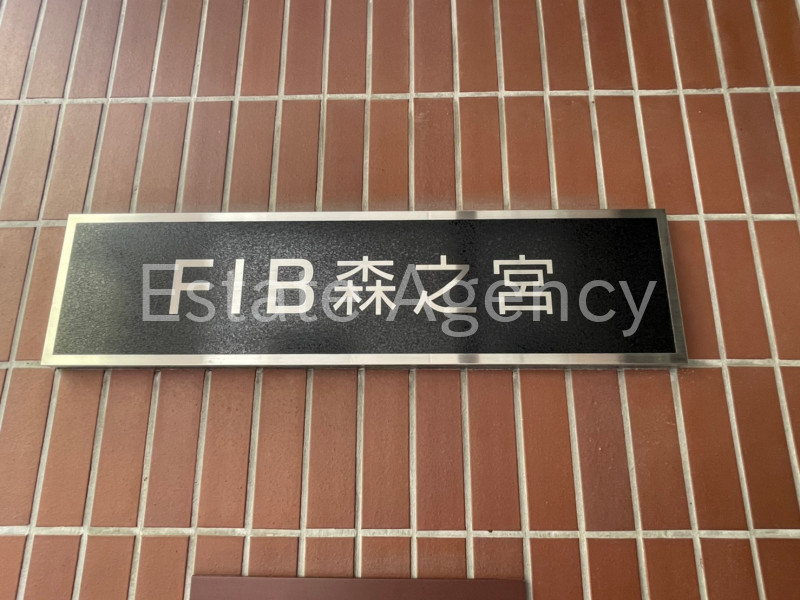 FIB森之宮
Estate Agency